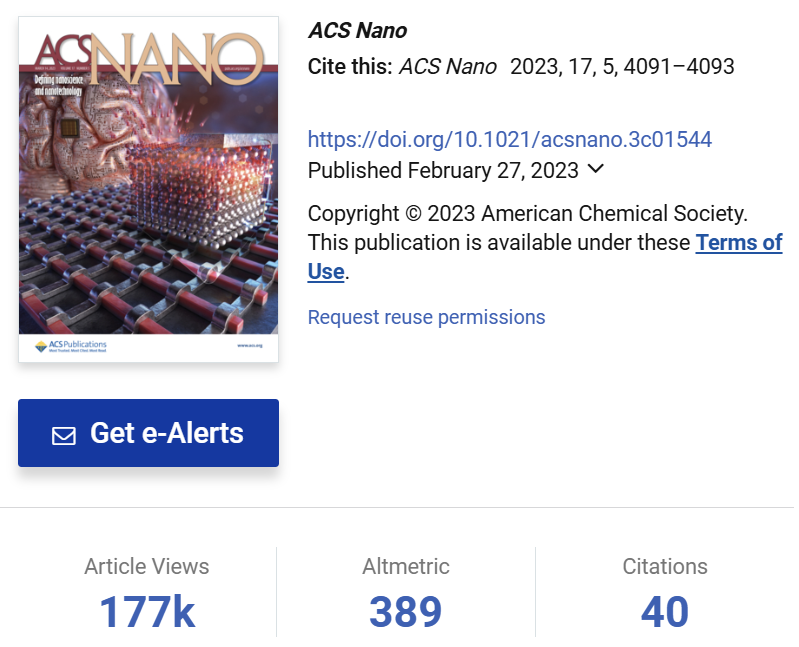 ACS NANO
Defining nanoscience
and nanotechnology
ACS Publications
Most Trusted. Most Cited. Most Read.
www.acs.org
Get e-Alerts
ACS Nano
Cite this: ACS Nano 2023, 17, 5, 4091–4093
https://doi.org/10.1021/acsnano.3c01544
Published February 27, 2023
Copyright © 2023 American Chemical Society.
This publication is available under these Terms of
Use.
Request reuse permissions
Article Views
177k
Altmetric
389
Citations
40